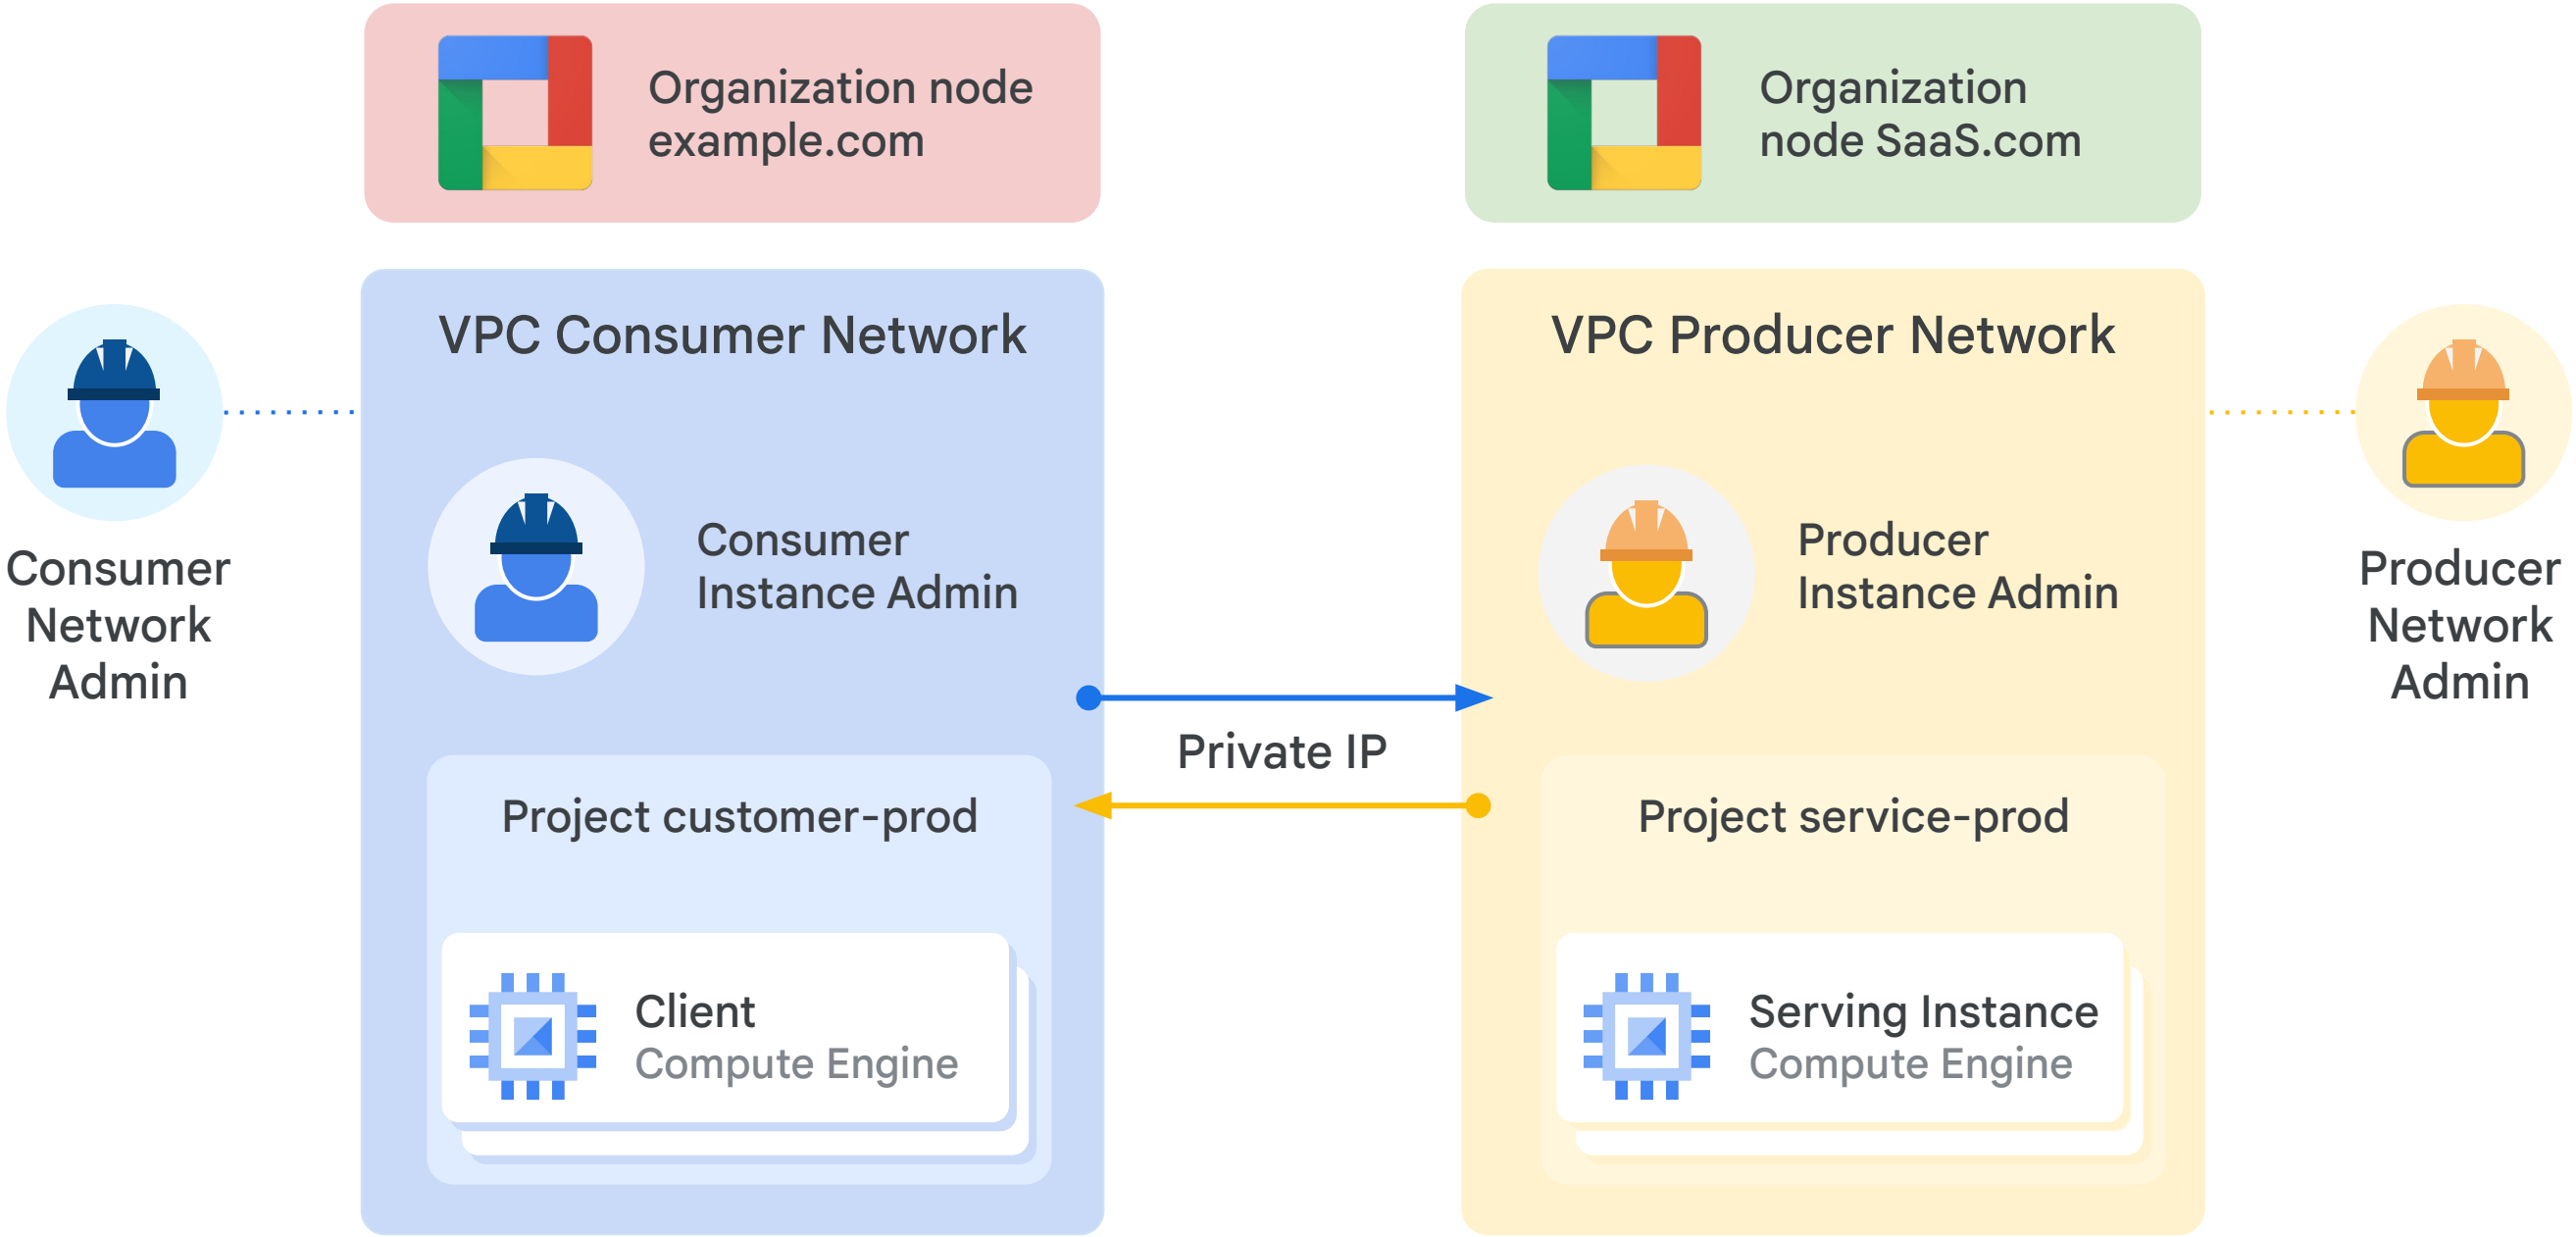 Organization node
example.com
Organization
node SaaS.com
VPC Consumer Network
VPC Producer Network
Consumer
Network
Admin
Consumer
Instance Admin
Producer
Instance Admin
Producer
Network
Admin
Private IP
Project customer-prod
Project service-prod
Client
Compute Engine
Serving Instance
Compute Engine